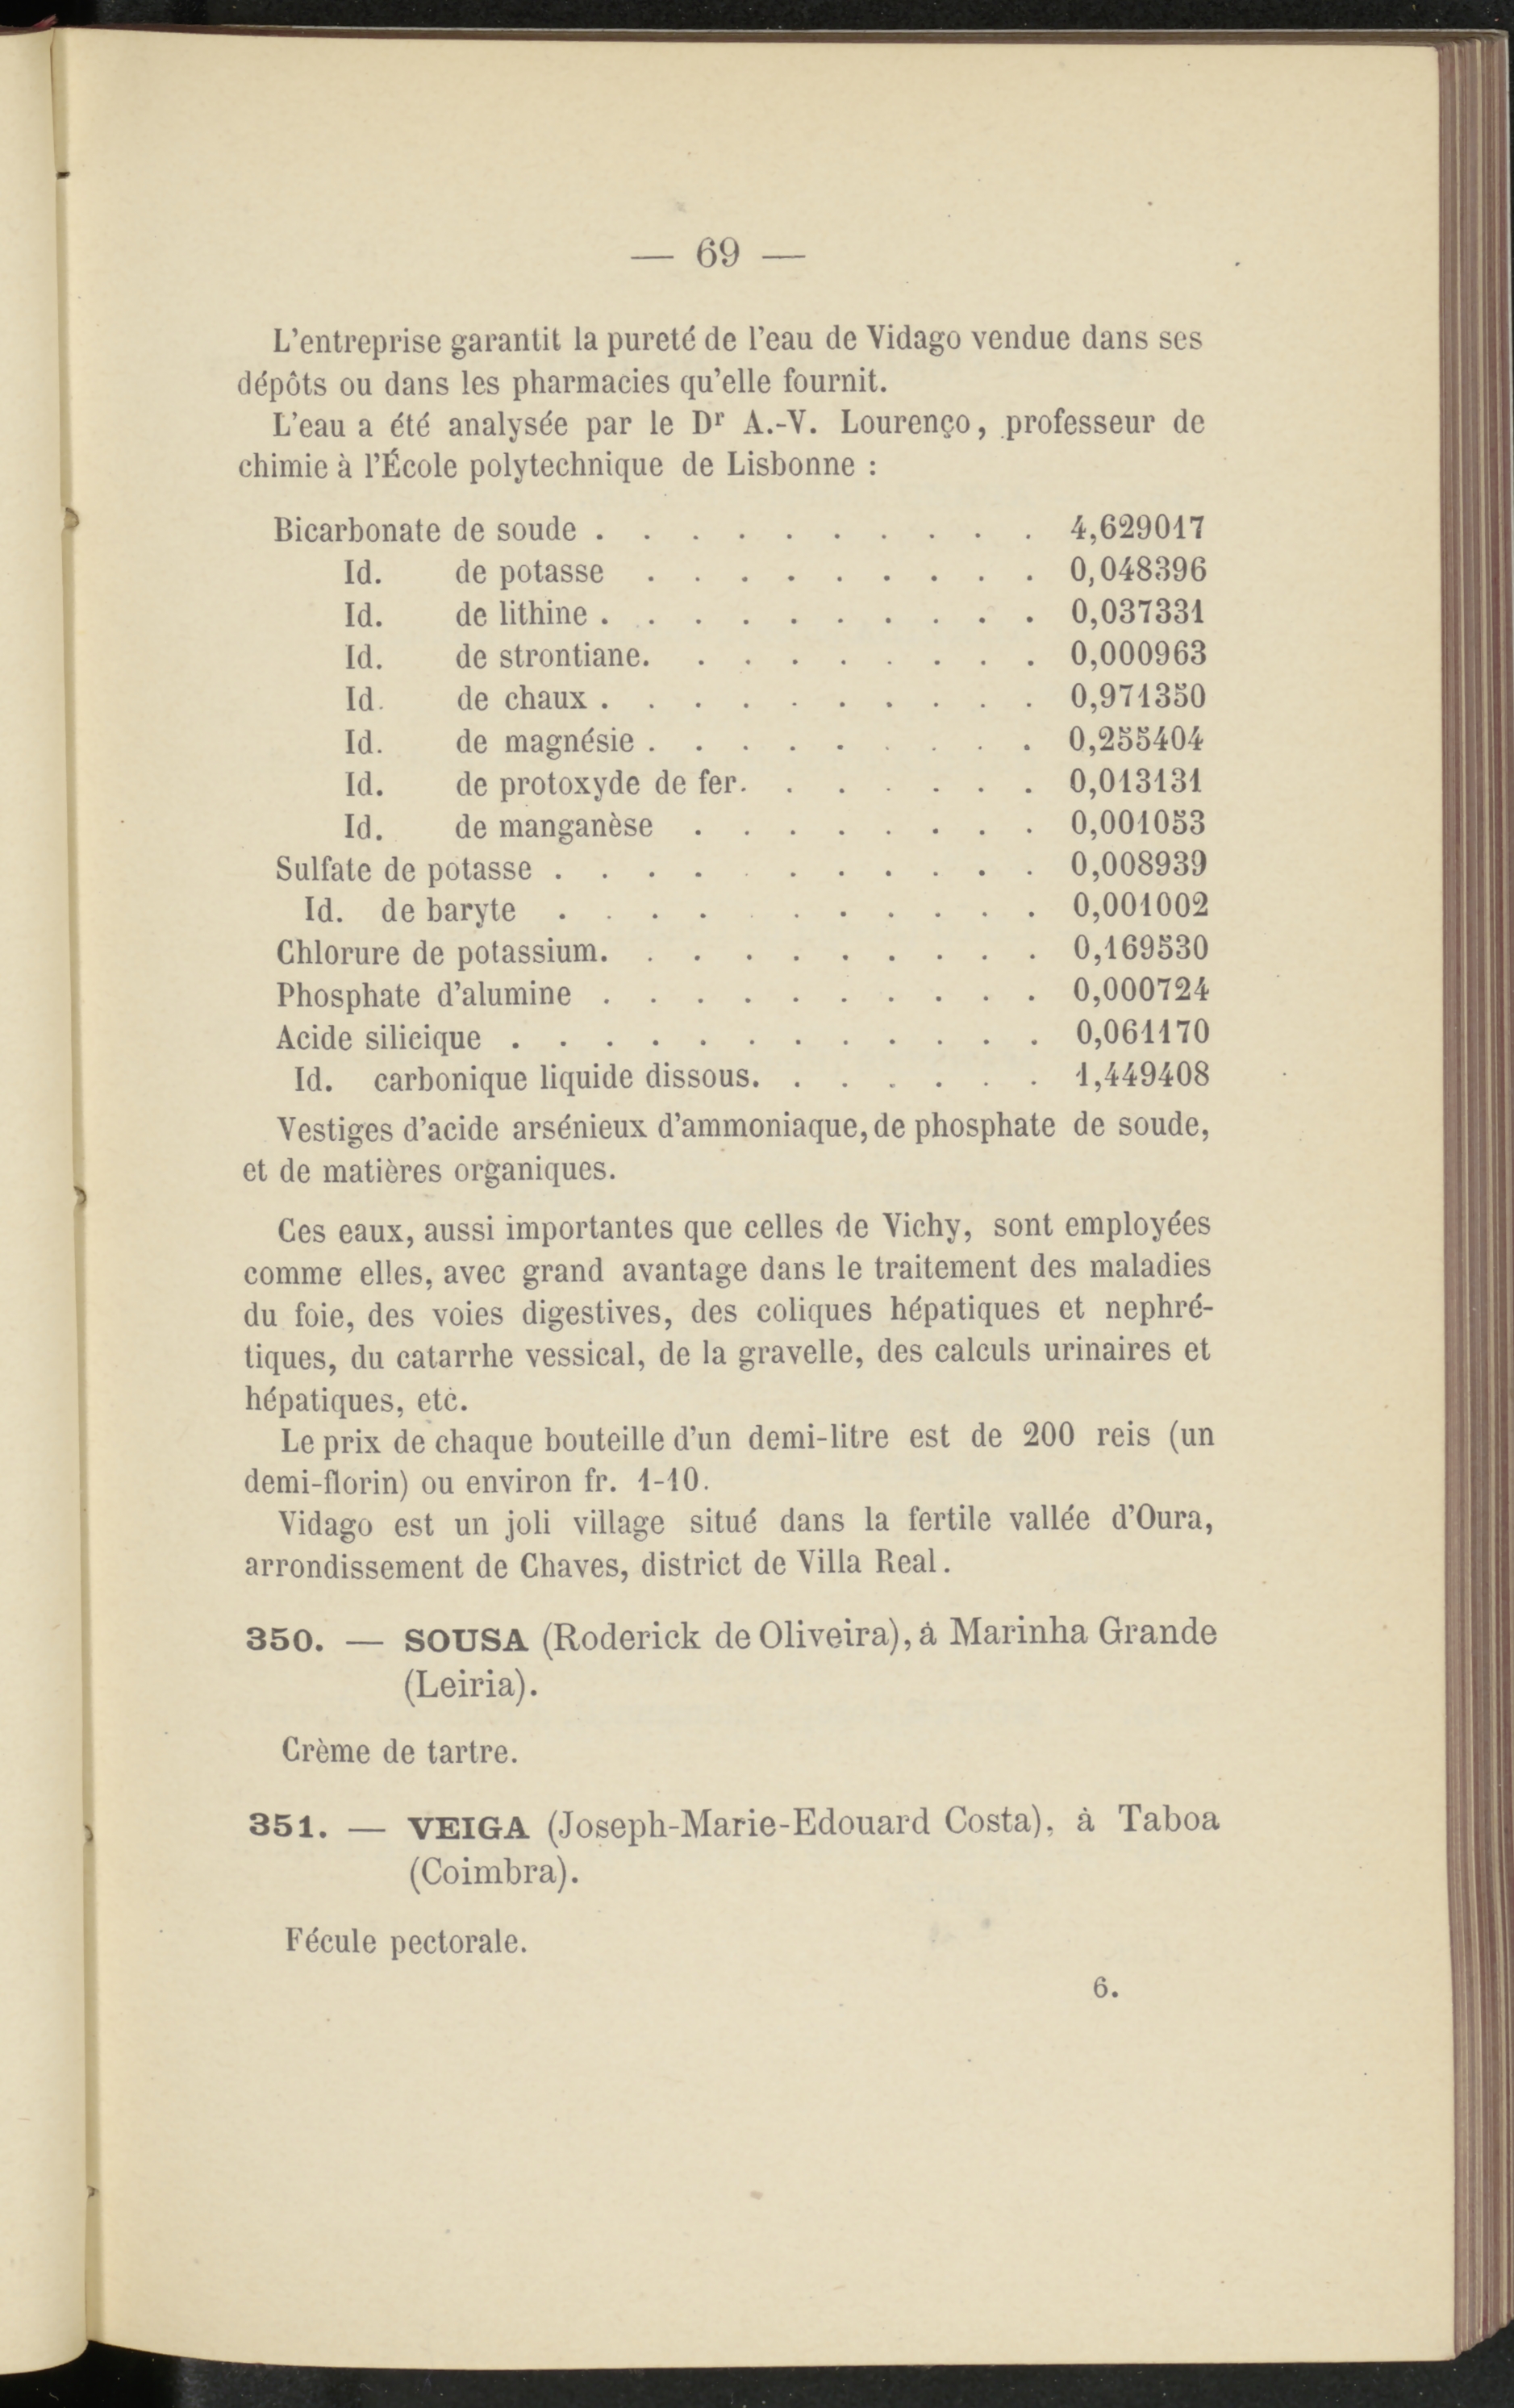 — 69 —
L'entreprise garantit la pureté de l'eau de Vidago vendue dans ses
dépôts ou dans les pharmacies qu'elle fournit.
L'eau a été analysée par le Dr A.-V. Lourenço, professeur de
chimie à l'École polytechnique de Lisbonne :
Bicarbonate de soude . . . . . . . . . . 4,629017
Id. de potasse . . . . . . . . . 0,048396
Id. de lithine . . . . . . . . . . 0,037331
Id. de strontiane. . . . . . . . . 0,000963
Id. de chaux . . . . . . . . . . 0,971350
Id. de magnésie . . . . . . . . . 0,255404
Id. de protoxyde de fer. . . . . . . 0,013131
Id. de manganèse . . . . . . . . 0,001053
Sulfate de potasse . . . . . . . . . . 0,008939
Id. de baryte . . . . . . . . . . 0,001002
Chlorure de potassium. . . . . . . . . . 0,169530
Phosphate d'alumine . . . . . . . . . . 0,000724
Acide silicique . . . . . . . . . . . . 0,061170
Id. carbonique liquide dissous. . . . . . . 1,449408
Vestiges d'acide arsénieux d'ammoniaque, de phosphate de soude,
et de matières organiques.
Ces eaux, aussi importantes que celles de Vichy, sont employées
comme elles, avec grand avantage dans le traitement des maladies
du foie, des voies digestives, des coliques hépatiques et nephré-
tiques, du catarrhe vessical, de la gravelle, des calculs urinaires et
hépatiques, etc.
Le prix de chaque bouteille d'un demi-litre est de 200 reis (un
demi-florin) ou environ fr. 1-10.
Vidago est un joli village situé dans la fertile vallée d'Oura,
arrondissement de Chaves, district de Villa Real.
350. — SOUSA (Roderick de Oliveira), à Marinha Grande
(Leiria).
Crème de tartre.
351. — VEIGA (Joseph-Marie-Edouard Costa), à Taboa
(Coimbra).
Fécule pectorale.
6.